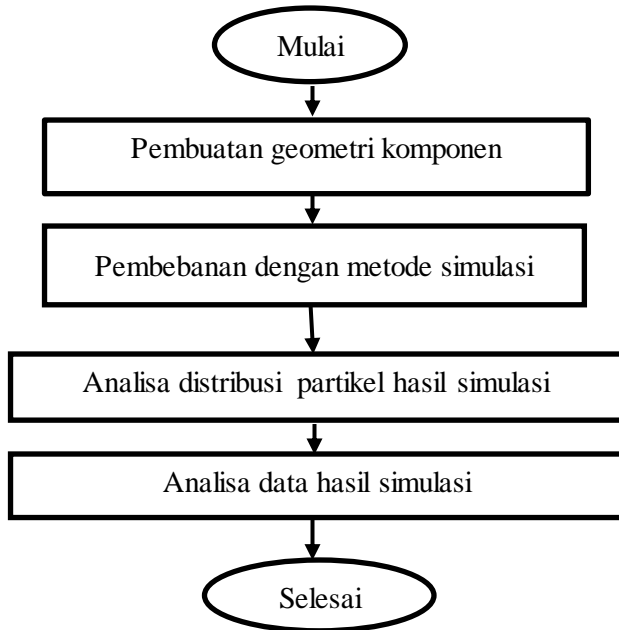 Mulai
Pembuatan geometri komponen
Pembebanan dengan metode simulasi
Analisa distribusi  partikel hasil simulasi
Analisa data hasil simulasi
Selesai